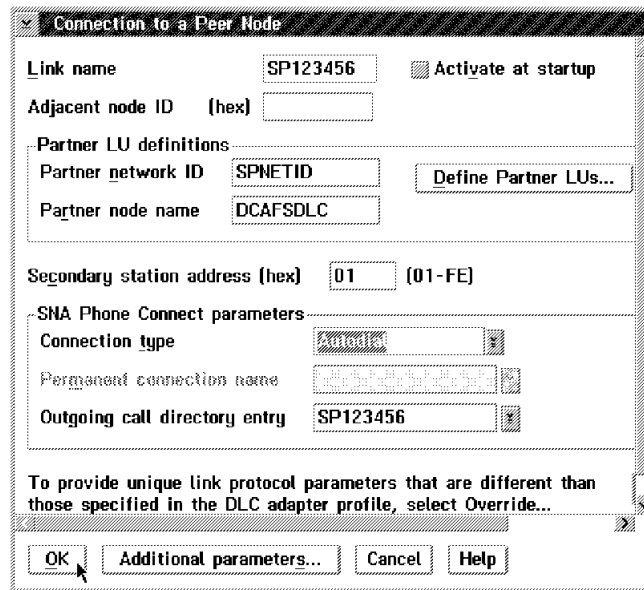 Connection to a Peer Node
Link name SP123456 Activate at startup
Adjacent node ID (hex)
Partner LU definitions
Partner network ID SPNETID Define Partner LUs...
Partner node name DCAFSDLC
Secondary station address (hex) 01 (01-FE)
SNA Phone Connect parameters
Connection type Autodial
Permanent connection name
Outgoing call directory entry SP123456
To provide unique link protocol parameters that are different than
those specified in the DLC adapter profile, select Override...
OK Additional parameters... Cancel Help